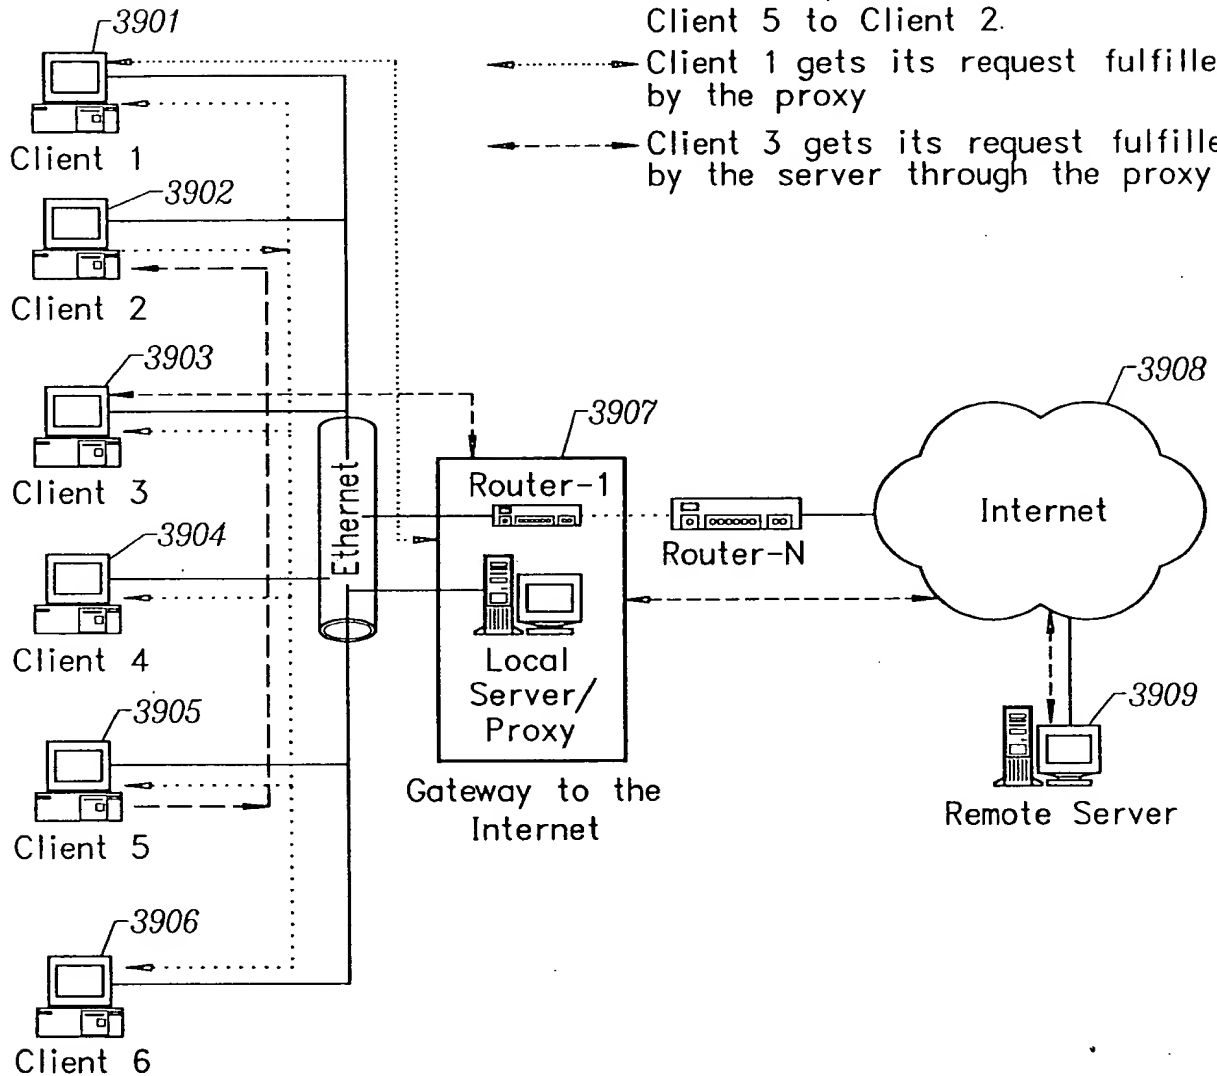 3901
Client 5 to Client 2.
Client 1 gets its request fulfille
by the proxy
Client 3 gets its request fulfille
by the server through the proxy
Client 1
3902
Client 2
3903
Client 3
3904
Client 4
3905
Client 5
3906
Client 6
Ethernet
3907
Router-1
Local
Server/
Proxy
Gateway to the
Internet
Router-N
3908
Internet
3909
Remote Server